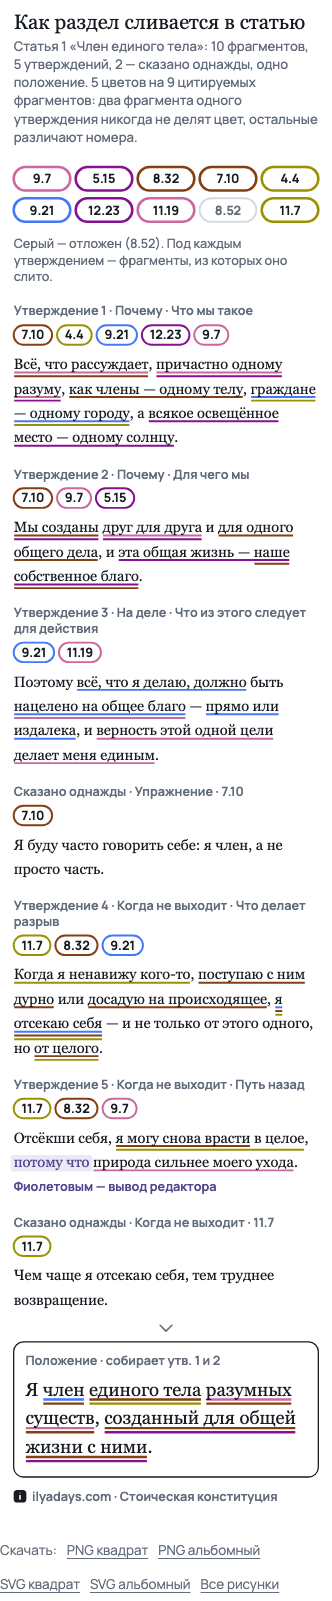 Как раздел сливается в статью
Статья 1 «Член единого тела»: 10 фрагментов,
5 утверждений, 2 — сказано однажды, одно
положение. 5 цветов на 9 цитируемых
фрагментов: два фрагмента одного
утверждения никогда не делят цвет, остальные
различают номера.
9.7 5.15 8.32 7.10 4.4
9.21 12.23 11.19 8.52 11.7
Серый — отложен (8.52). Под каждым
утверждением — фрагменты, из которых оно
слито.
Утверждение 1 · Почему · Что мы такое
7.10 4.4 9.21 12.23 9.7
Всё, что рассуждает, причастно одному
разуму, как члены — одному телу, граждане
— одному городу, а всякое освещённое
место — одному солнцу.
Утверждение 2 · Почему · Для чего мы
7.10 9.7 5.15
Мы созданы друг для друга и для одного
общего дела, и эта общая жизнь — наше
собственное благо.
Утверждение 3 · На деле · Что из этого следует
для действия
9.21 11.19
Поэтому всё, что я делаю, должно быть
нацелено на общее благо — прямо или
издалека, и верность этой одной цели
делает меня единым.
Сказано однажды · Упражнение · 7.10
7.10
Я буду часто говорить себе: я член, а не
просто часть.
Утверждение 4 · Когда не выходит · Что делает
разрыв
11.7 8.32 9.21
Когда я ненавижу кого-то, поступаю с ним
дурно или досадую на происходящее, я
отсекаю себя — и не только от этого одного,
но от целого.
Утверждение 5 · Когда не выходит · Путь назад
11.7 8.32 9.7
Отсёкши себя, я могу снова врасти в целое,
потому что природа сильнее моего ухода.
Фиолетовым — вывод редактора
Сказано однажды · Когда не выходит · 11.7
11.7
Чем чаще я отсекаю себя, тем труднее
возвращение.
Положение · собирает утв. 1 и 2
Я член единого тела разумных
существ, созданный для общей
жизни с ними.
ilyadays.com · Стоическая конституция
Скачать: PNG квадрат PNG альбомный
SVG квадрат SVG альбомный Все рисунки